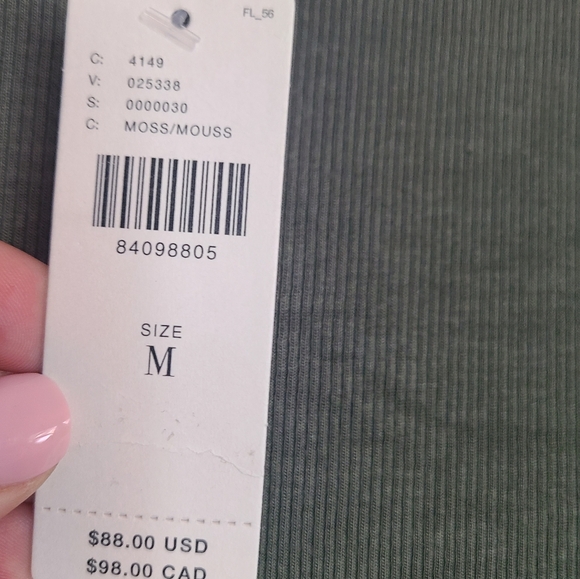 FL_56
C: 4149
V: 025338
S: 0000030
C: MOSS/MOUSS
84098805
SIZE
M
$88.00 USD
$98.00 CAD